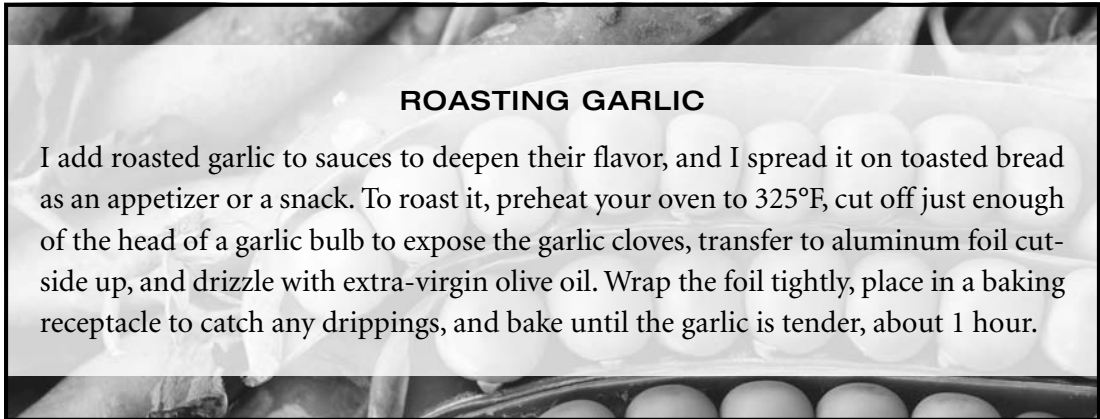 ROASTING GARLIC
I add roasted garlic to sauces to deepen their flavor, and I spread it on toasted bread
as an appetizer or a snack. To roast it, preheat your oven to 325°F, cut off just enough
of the head of a garlic bulb to expose the garlic cloves, transfer to aluminum foil cut-
side up, and drizzle with extra-virgin olive oil. Wrap the foil tightly, place in a baking
receptacle to catch any drippings, and bake until the garlic is tender, about 1 hour.